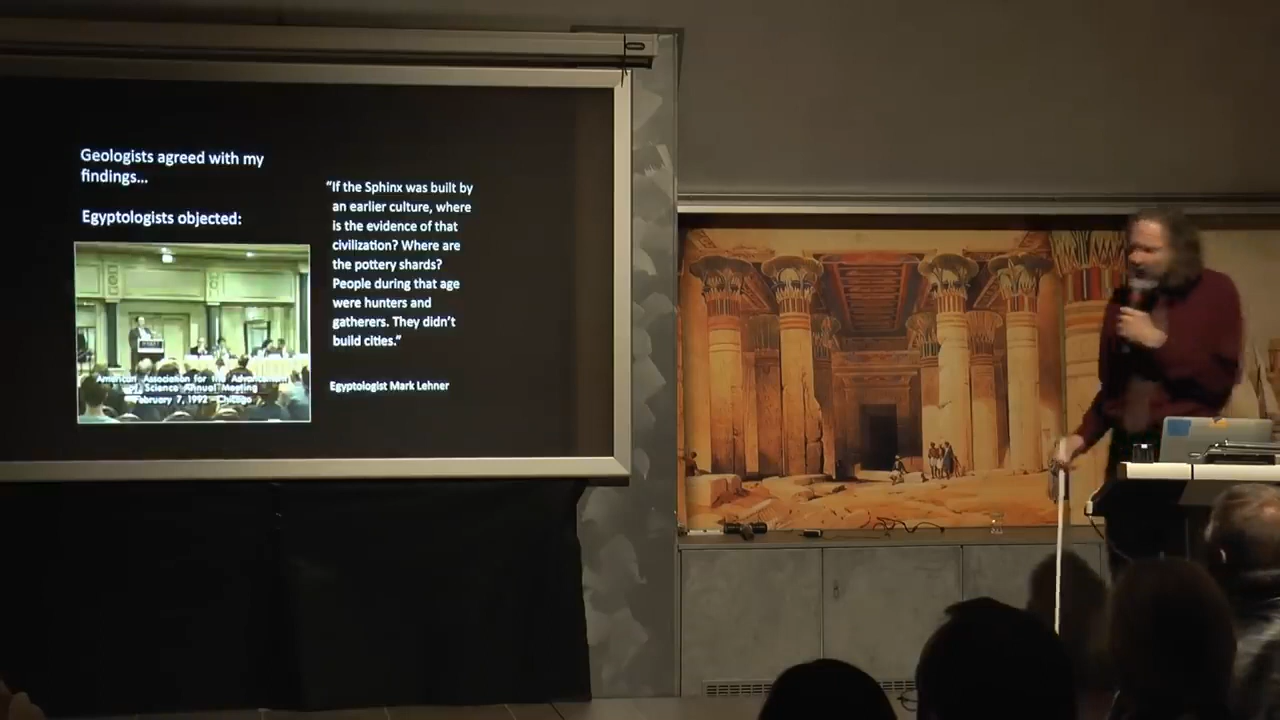 Geologists agreed with my
findings...
Egyptologists objected:
American Association for the Advancement
of Science Annual Meeting
February 7, 1992 - Chicago
"If the Sphinx was built by
an earlier culture, where
is the evidence of that
civilization? Where are
the pottery shards?
People during that age
were hunters and
gatherers. They didn't
build cities."
Egyptologist Mark Lehner